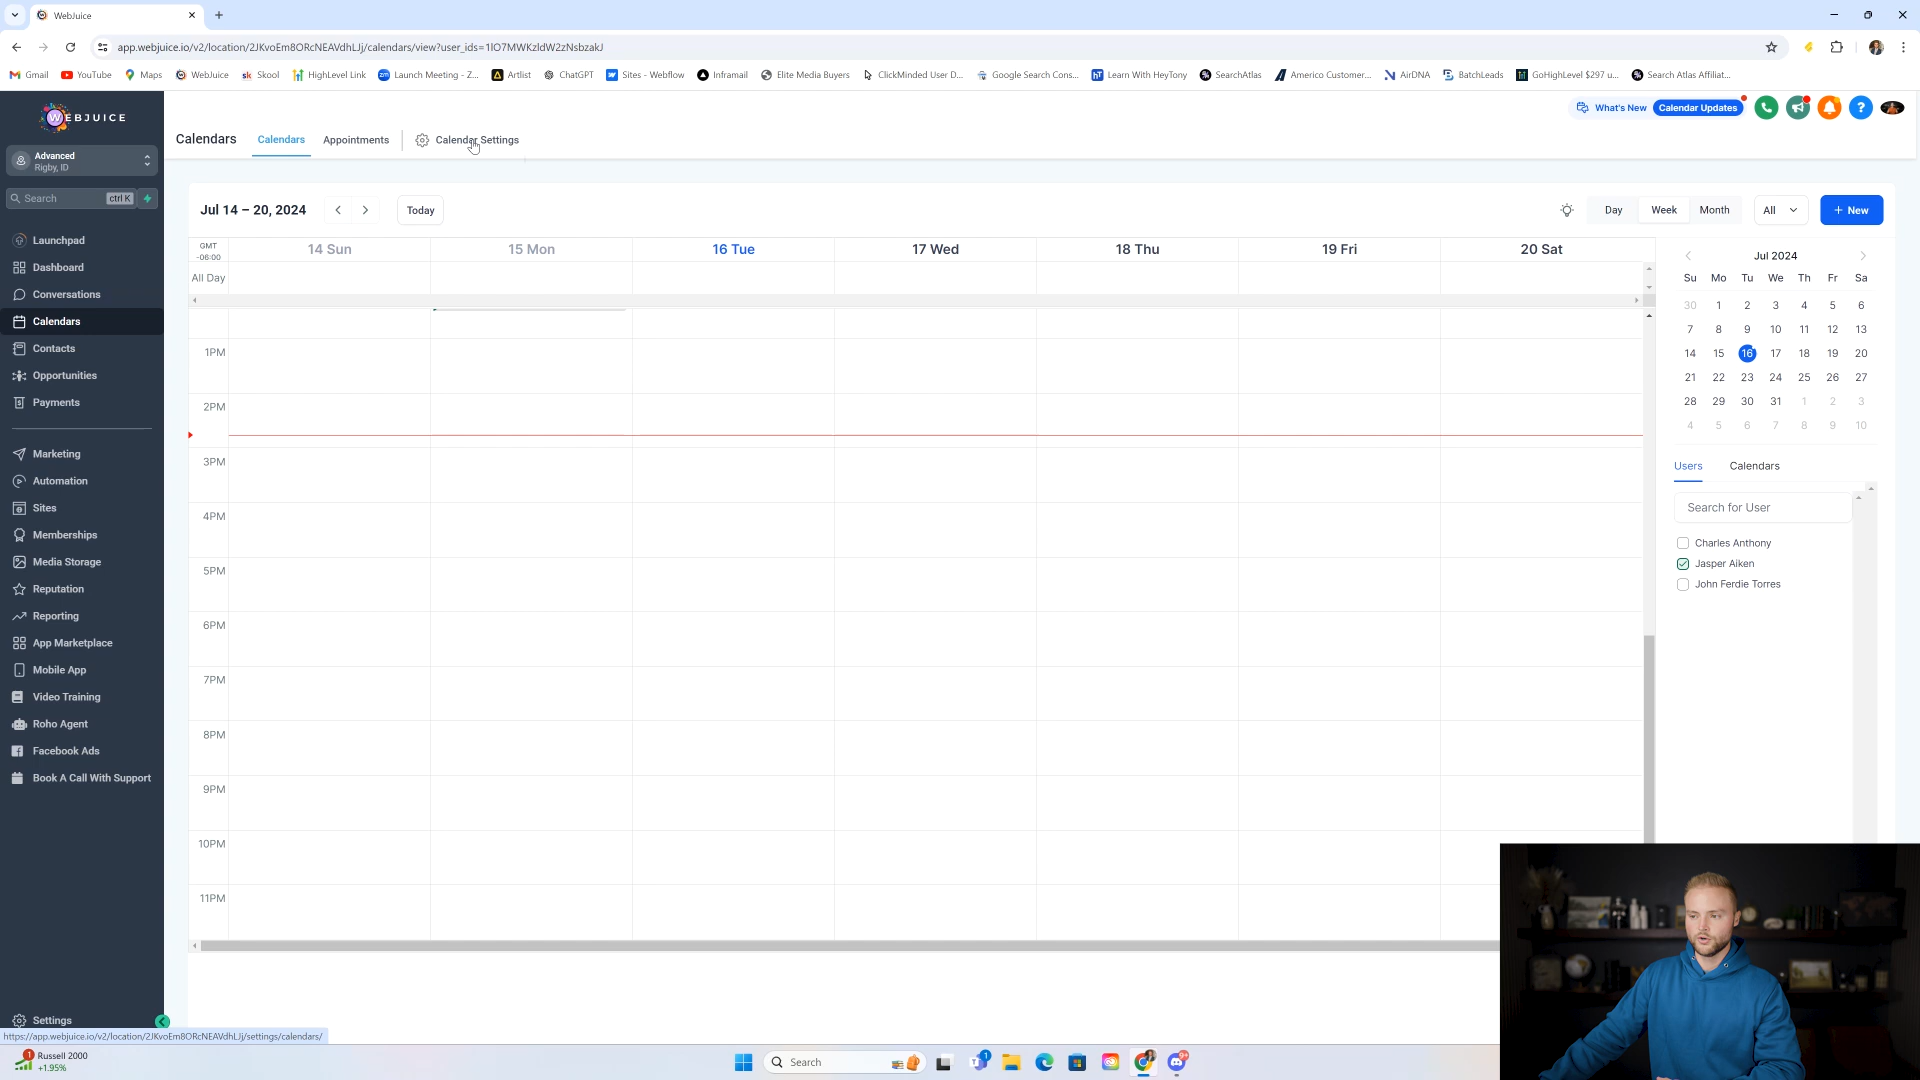 WebJuice
app.webjuice.io/v2/location/2JKvoEm8ORcNEAVdhLJj/calendars/view?user_ids=1lO7MWKzldW2zNsbzakJ
Gmail YouTube Maps WebJuice Skool HighLevel Link Launch Meeting - Z... Artlist ChatGPT Sites - Webflow Inframail Elite Media Buyers ClickMinded User D... Google Search Cons... Learn With HeyTony SearchAtlas Americo Customer... AirDNA BatchLeads GoHighLevel $297 u... Search Atlas Affiliat...
WEBJUICE
What's New Calendar Updates
Calendars Calendars Appointments Calendar Settings
Advanced
Rigby, ID
Search ctrl K
Launchpad
Dashboard
Conversations
Calendars
Contacts
Opportunities
Payments
Marketing
Automation
Sites
Memberships
Media Storage
Reputation
Reporting
App Marketplace
Mobile App
Video Training
Roho Agent
Facebook Ads
Book A Call With Support
Settings
Jul 14 – 20, 2024 Today Day Week Month All + New
GMT
-06:00
14 Sun 15 Mon 16 Tue 17 Wed 18 Thu 19 Fri 20 Sat
All Day
1PM
2PM
3PM
4PM
5PM
6PM
7PM
8PM
9PM
10PM
11PM
Jul 2024
Su Mo Tu We Th Fr Sa
30 1 2 3 4 5 6
7 8 9 10 11 12 13
14 15 16 17 18 19 20
21 22 23 24 25 26 27
28 29 30 31 1 2 3
4 5 6 7 8 9 10
Users Calendars
Search for User
Charles Anthony
Jasper Aiken
John Ferdie Torres
https://app.webjuice.io/v2/location/2JKvoEm8ORcNEAVdhLJj/settings/calendars/
1 Russell 2000
+1.95%
Search
1
9+